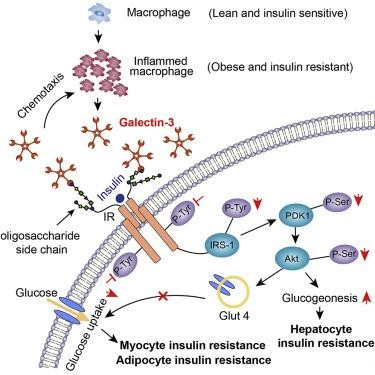 Macrophage (Lean and insulin sensitive)
Inflammed
macrophage
(Obese and insulin resistant)
Chemotaxis
Galectin-3
Insulin
IR
oligosaccharide
side chain
P-Tyr
P-Tyr
P-Tyr
IRS-1
PDK1
P-Ser
Akt
P-Ser
Glucose
Glucose uptake
Glut 4
Glucogeonesis
Myocyte insulin resistance
Adipocyte insulin resistance
Hepatocyte
insulin resistance